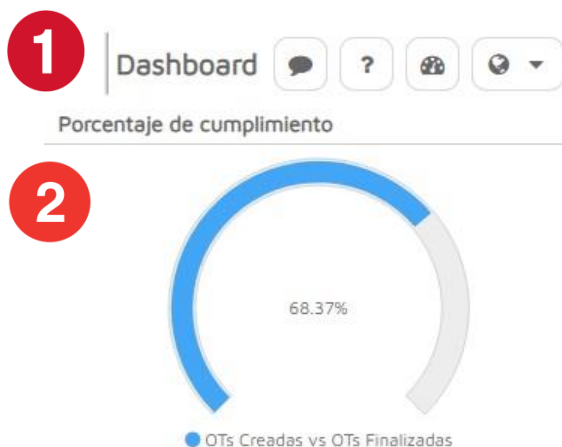 1
Dashboard ?
Porcentaje de cumplimiento
2
68.37%
OTs Creadas vs OTs Finalizadas